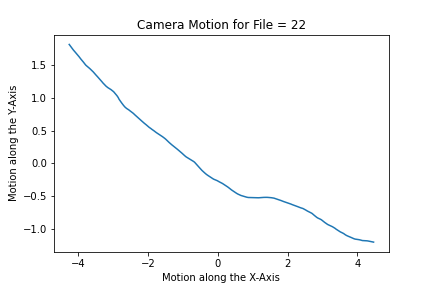 Camera Motion for File = 22
Motion along the Y-Axis
1.5
1.0
0.5
0.0
−0.5
−1.0
−4 −2 0 2 4
Motion along the X-Axis